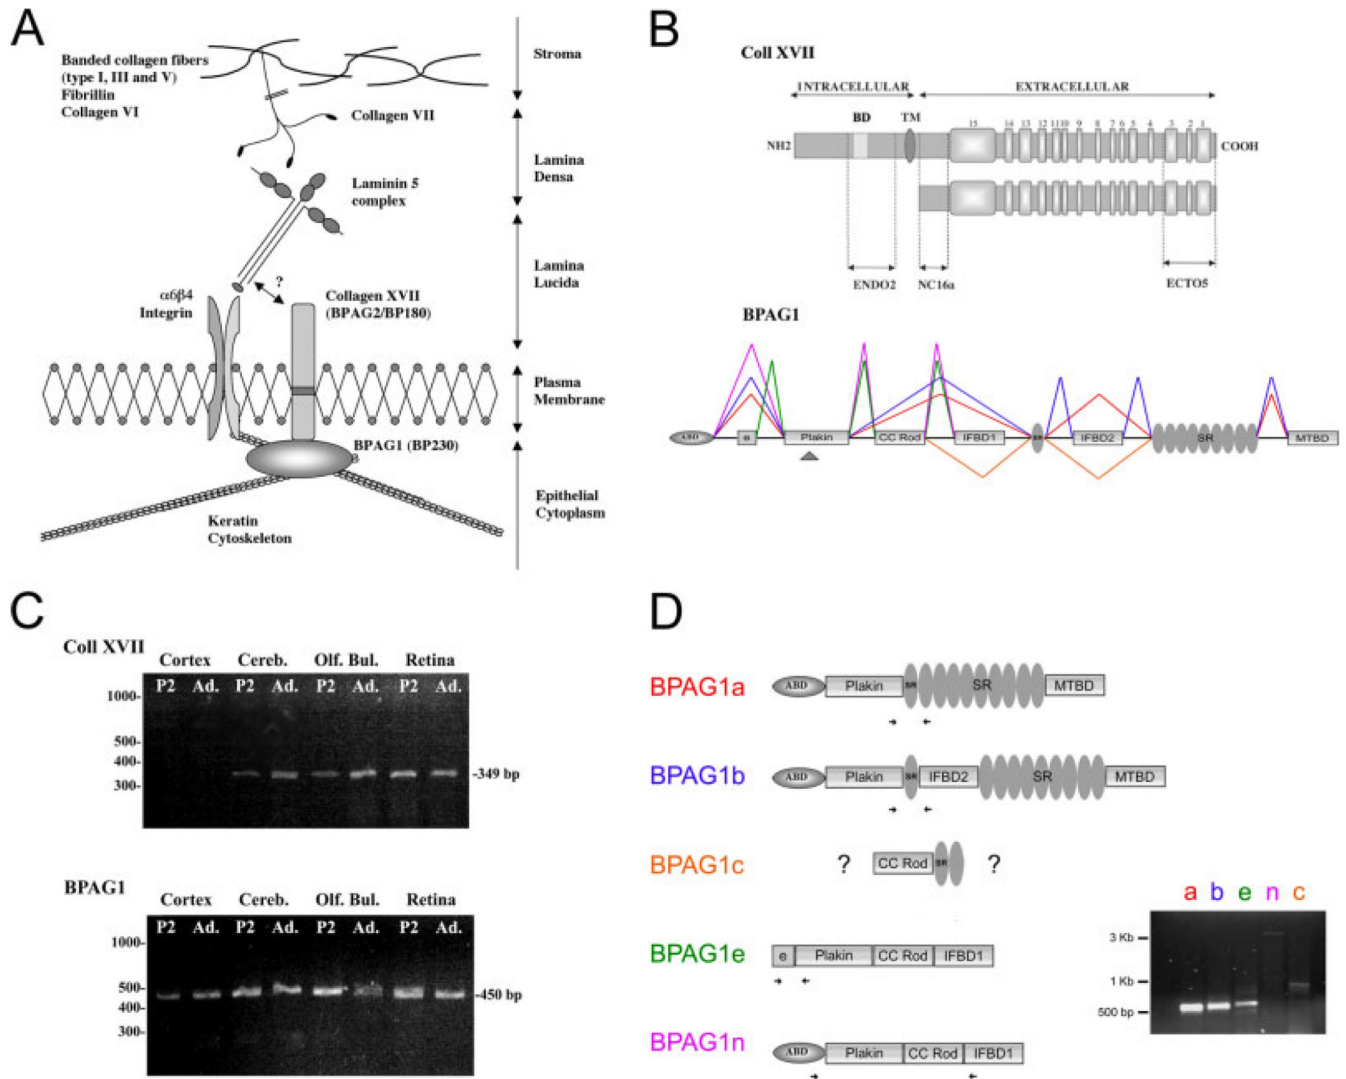 A
Banded collagen fibers
(type I, III and V)
Fibrillin
Collagen VI
Stroma
Collagen VII
Lamina
Densa
Laminin 5
complex
Lamina
Lucida
?
α6β4
Integrin
Collagen XVII
(BPAG2/BP180)
Plasma
Membrane
BPAG1 (BP230)
Epithelial
Cytoplasm
Keratin
Cytoskeleton
B
Coll XVII
INTRACELLULAR EXTRACELLULAR
BD TM 15 14 13 12 11 10 9 8 7 6 5 4 3 2 1
NH2 COOH
ENDO2 NC16a ECTO5
BPAG1
ABD e Plakin CC Rod IFBD1 SR IFBD2 SR MTBD
C
Coll XVII
Cortex Cereb. Olf. Bul. Retina
P2 Ad. P2 Ad. P2 Ad. P2 Ad.
1000-
500-
400-
300-
-349 bp
BPAG1
Cortex Cereb. Olf. Bul. Retina
P2 Ad. P2 Ad. P2 Ad. P2 Ad.
1000-
500-
400-
300-
-450 bp
D
BPAG1a ABD Plakin SR SR MTBD
BPAG1b ABD Plakin SR IFBD2 SR MTBD
BPAG1c ? CC Rod SR ?
BPAG1e e Plakin CC Rod IFBD1
BPAG1n ABD Plakin CC Rod IFBD1
a b e n c
3 Kb
1 Kb
500 bp